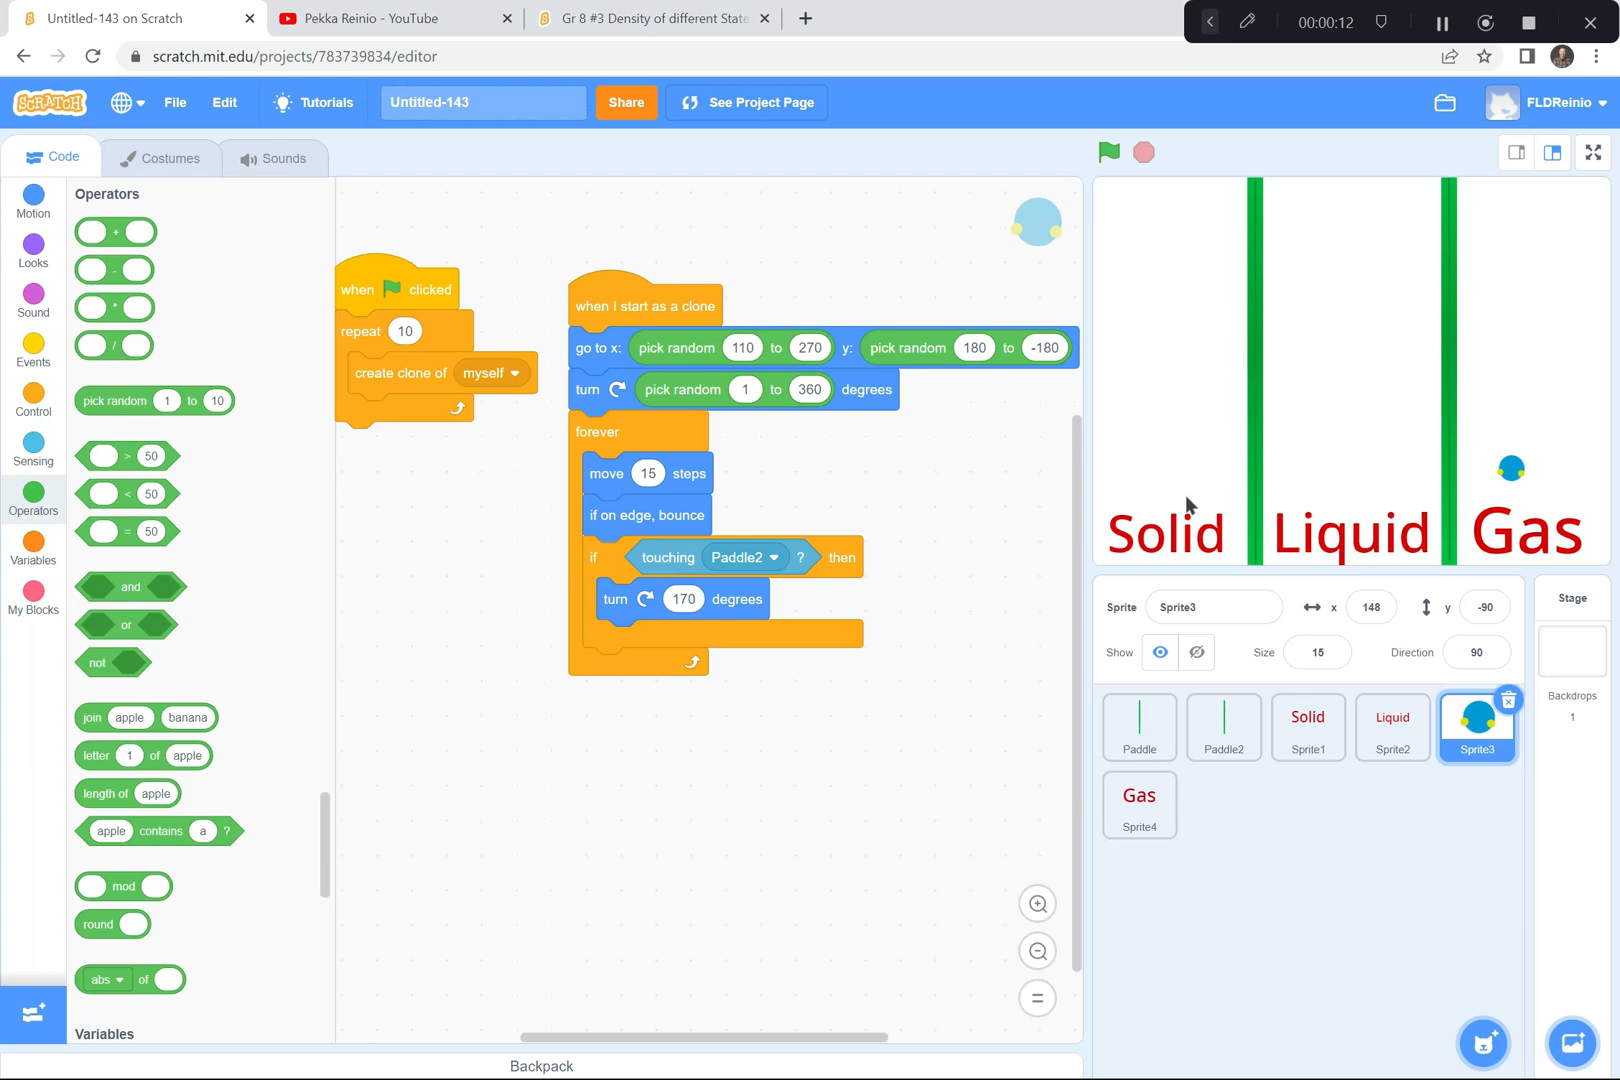 Untitled-143 on Scratch
Pekka Reinio - YouTube
Gr 8 #3 Density of different State
00:00:12
scratch.mit.edu/projects/783739834/editor
SCRATCH
File
Edit
Tutorials
Untitled-143
Share
See Project Page
FLDReinio
Code
Costumes
Sounds
Motion
Looks
Sound
Events
Control
Sensing
Operators
Variables
My Blocks
Operators
+
-
*
/
pick random 1 to 10
> 50
< 50
= 50
and
or
not
join apple banana
letter 1 of apple
length of apple
apple contains a ?
mod
round
abs of
Variables
when clicked
repeat 10
create clone of myself
when I start as a clone
go to x: pick random 110 to 270 y: pick random 180 to -180
turn pick random 1 to 360 degrees
forever
move 15 steps
if on edge, bounce
if touching Paddle2 ? then
turn 170 degrees
Solid Liquid Gas
Sprite Sprite3 x 148 y -90
Show Size 15 Direction 90
Stage
Backdrops
1
Paddle
Paddle2
Solid
Sprite1
Liquid
Sprite2
Sprite3
Gas
Sprite4
Backpack